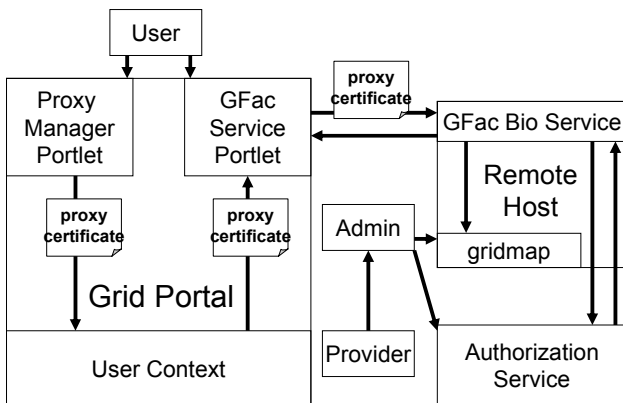 User
Proxy
Manager
Portlet
GFac
Service
Portlet
proxy
certificate
GFac Bio Service
Remote
Host
proxy
certificate
proxy
certificate
Admin
gridmap
Grid Portal
User Context
Provider
Authorization
Service